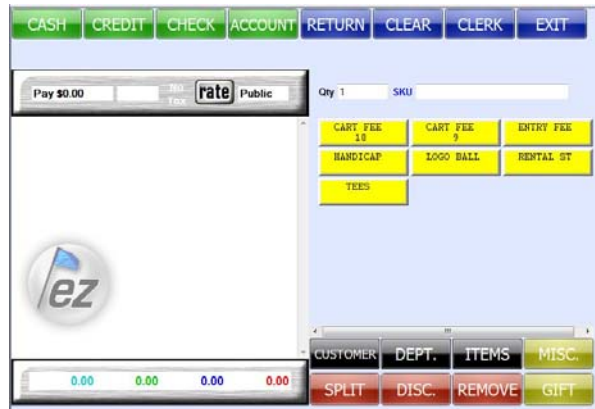 CASH CREDIT CHECK ACCOUNT RETURN CLEAR CLERK EXIT
Pay $0.00 No Tax rate Public Qty 1 SKU
CART FEE 18 CART FEE 9 ENTRY FEE
HANDICAP LOGO BALL RENTAL ST
TEES
ez
CUSTOMER DEPT. ITEMS MISC.
0.00 0.00 0.00 0.00
SPLIT DISC. REMOVE GIFT